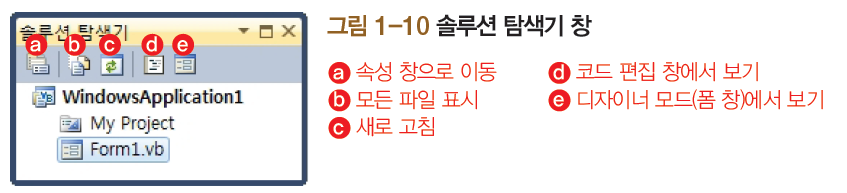 솔루션 탐색기
a b c d e
WindowsApplication1
My Project
Form1.vb
그림 1-10 솔루션 탐색기 창
a 속성 창으로 이동
b 모든 파일 표시
c 새로 고침
d 코드 편집 창에서 보기
e 디자이너 모드(폼 창)에서 보기